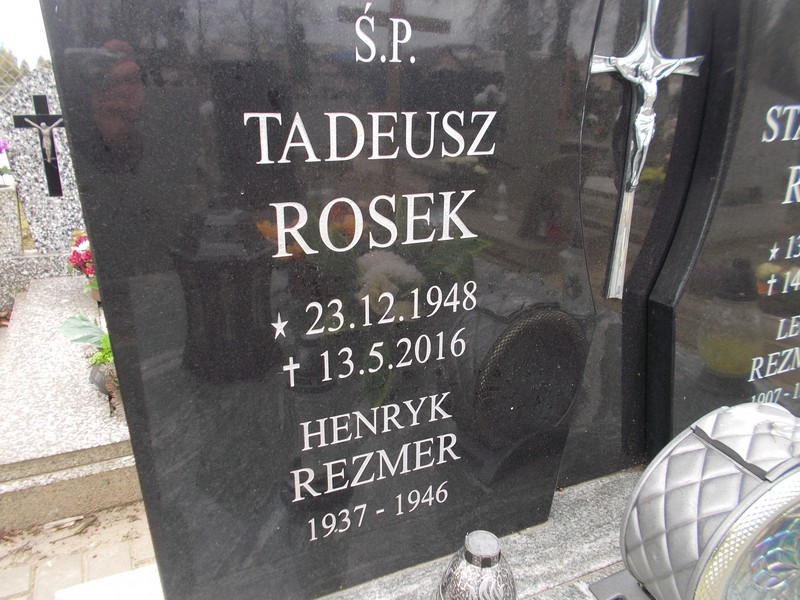 Ś.P.
TADEUSZ
ROSEK
★ 23.12.1948
✝ 13.5.2016
HENRYK
REZMER
1937 - 1946